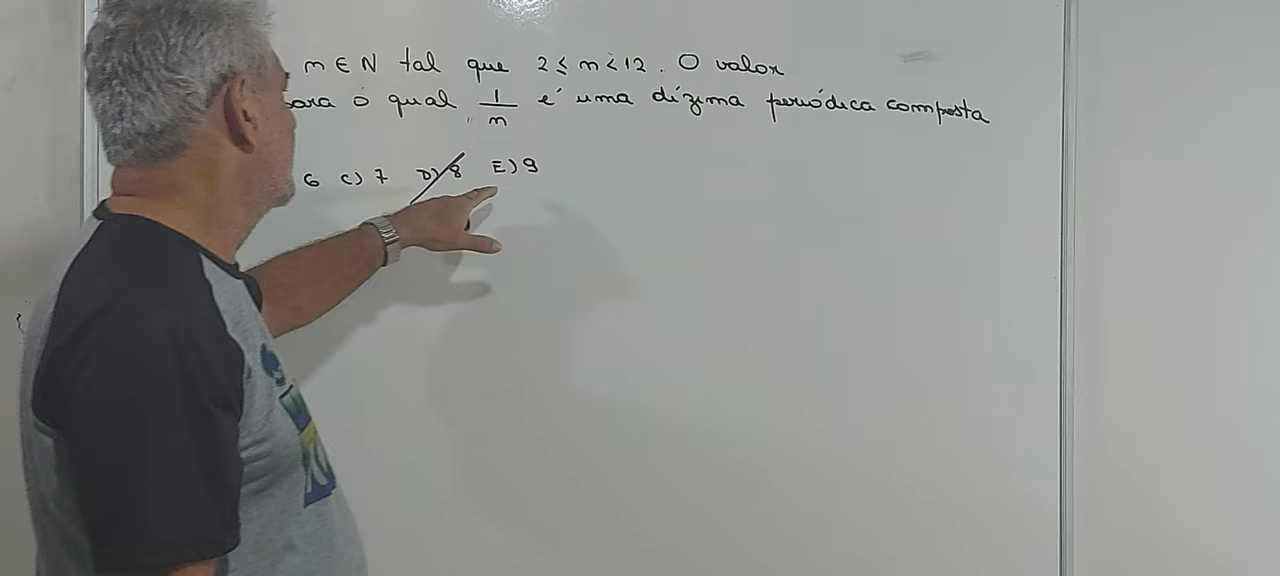 n ∈ N tal que 2 ≤ n < 12. O valor
para o qual 1/n é uma dízima periódica composta
6 C) 7 D) 8 E) 9